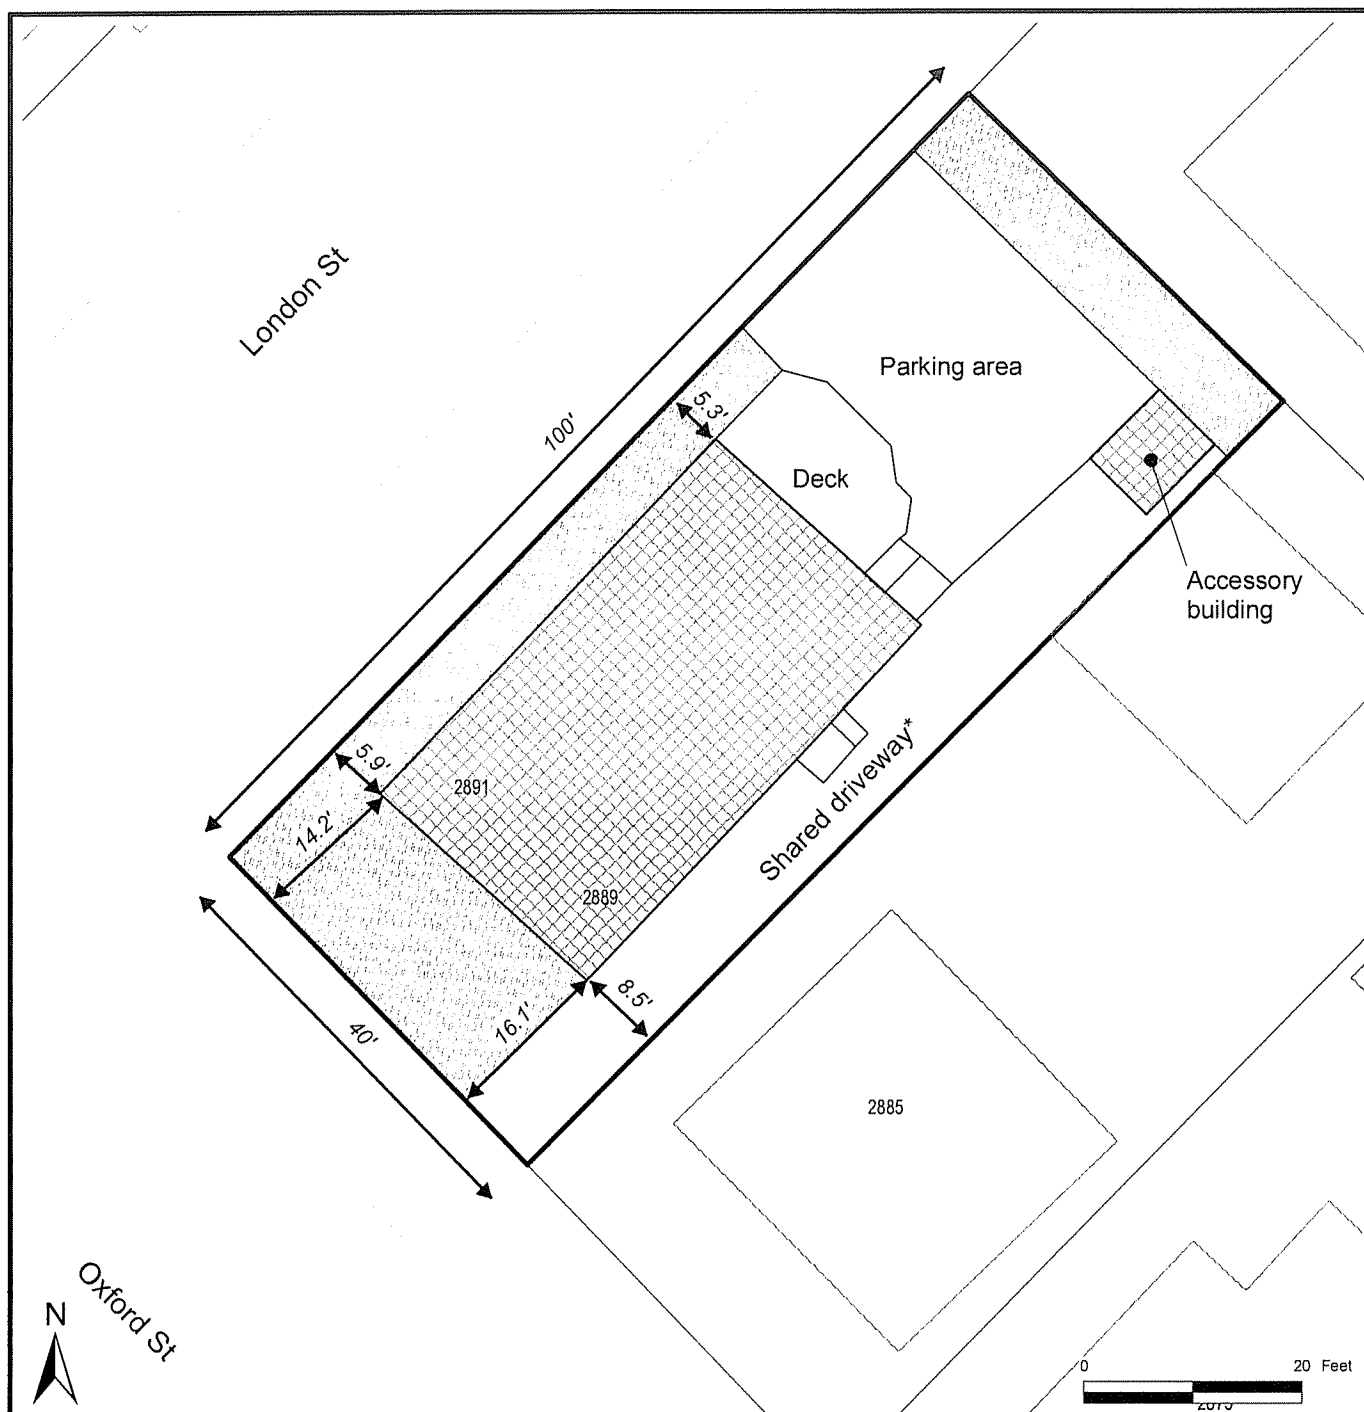 London St
100'
Parking area
5.3'
Deck
Accessory
building
5.9'
2891
14.2'
Shared driveway*
2889
8.5'
16.1'
40'
2885
Oxford St
N
0 20 Feet